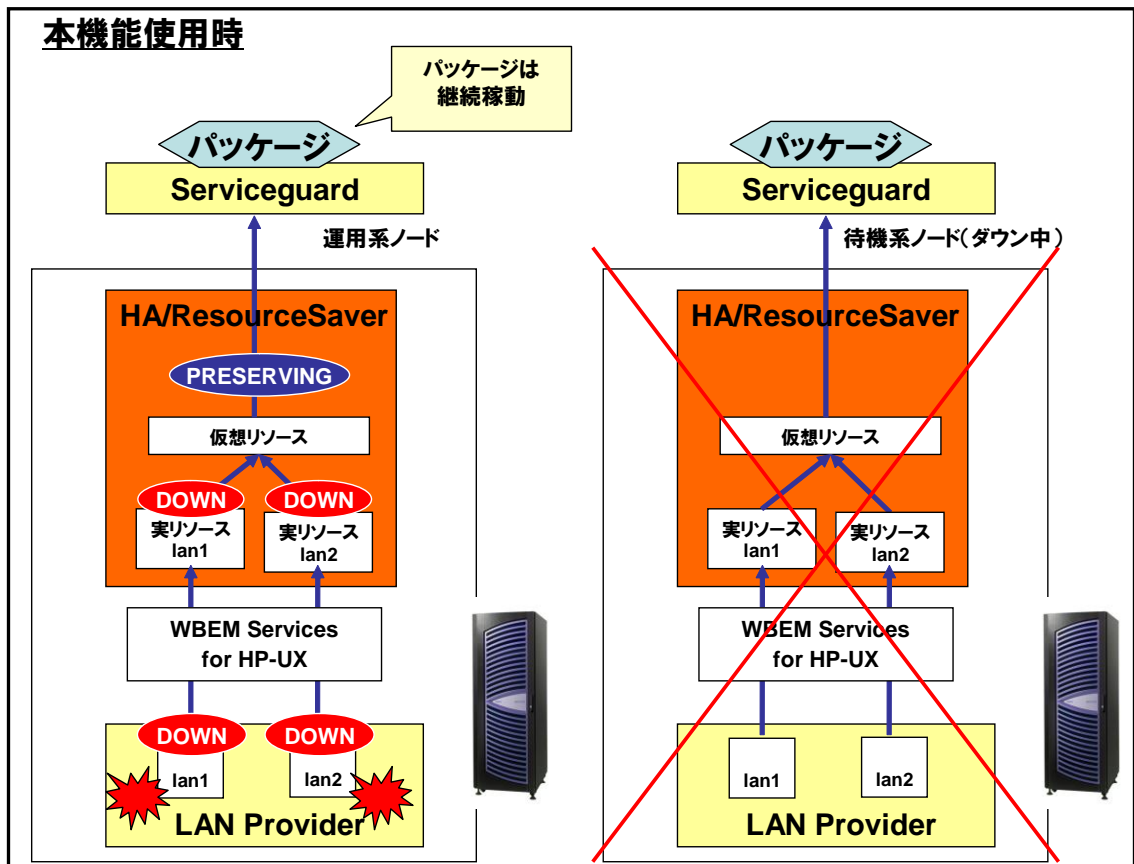 本機能使用時
パッケージは
継続稼動
パッケージ
Serviceguard
運用系ノード
HA/ResourceSaver
PRESERVING
仮想リソース
DOWN
DOWN
実リソース
lan1
実リソース
lan2
WBEM Services
for HP-UX
DOWN
DOWN
lan1
lan2
LAN Provider
パッケージ
Serviceguard
待機系ノード(ダウン中)
HA/ResourceSaver
仮想リソース
実リソース
lan1
実リソース
lan2
WBEM Services
for HP-UX
lan1
lan2
LAN Provider